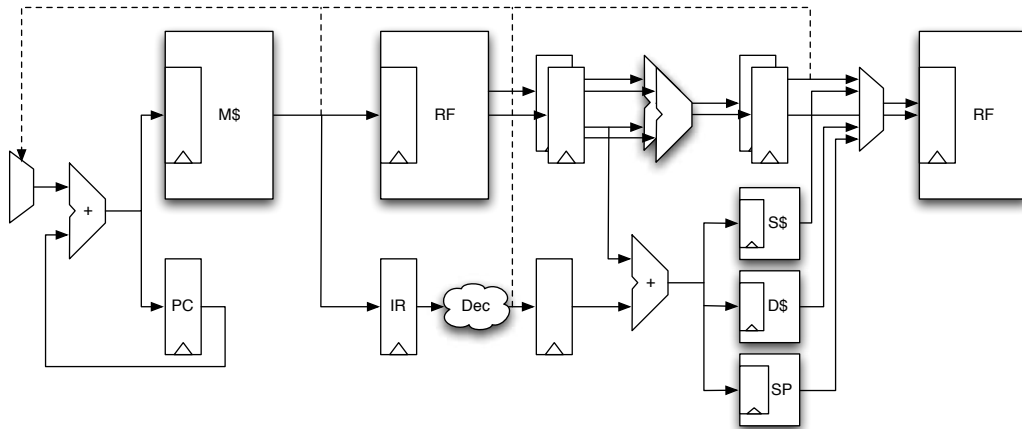 M$
RF
RF
+
S$
PC
IR
Dec
+
D$
SP